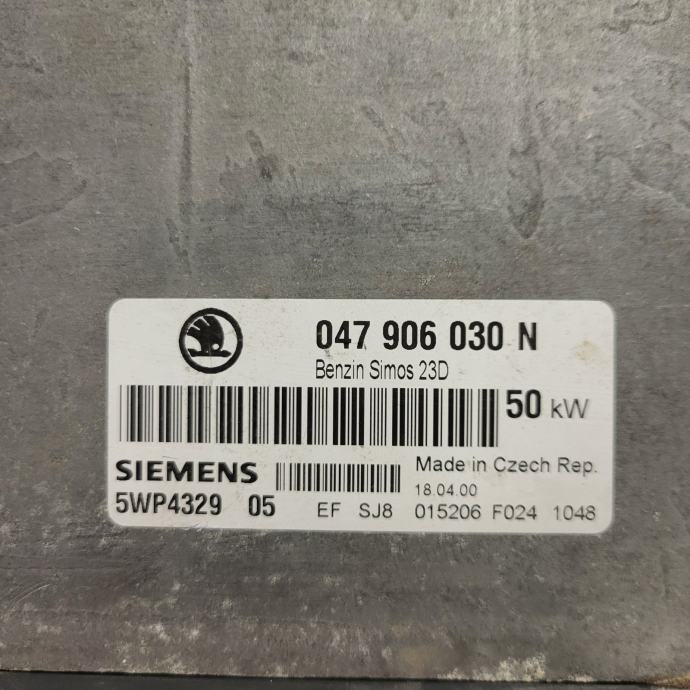 047 906 030 N
Benzin Simos 23D
50 kW
SIEMENS
Made in Czech Rep.
18.04.00
5WP4329 05
EF SJ8 015206 F024 1048